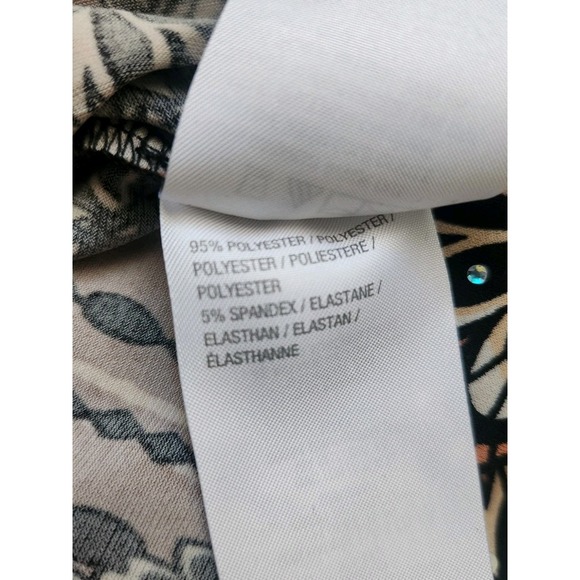 95% POLYESTER / POLYESTER /
POLYESTER / POLIESTERE /
POLYESTER
5% SPANDEX / ELASTANE /
ELASTHAN / ELASTAN /
ÉLASTHANNE